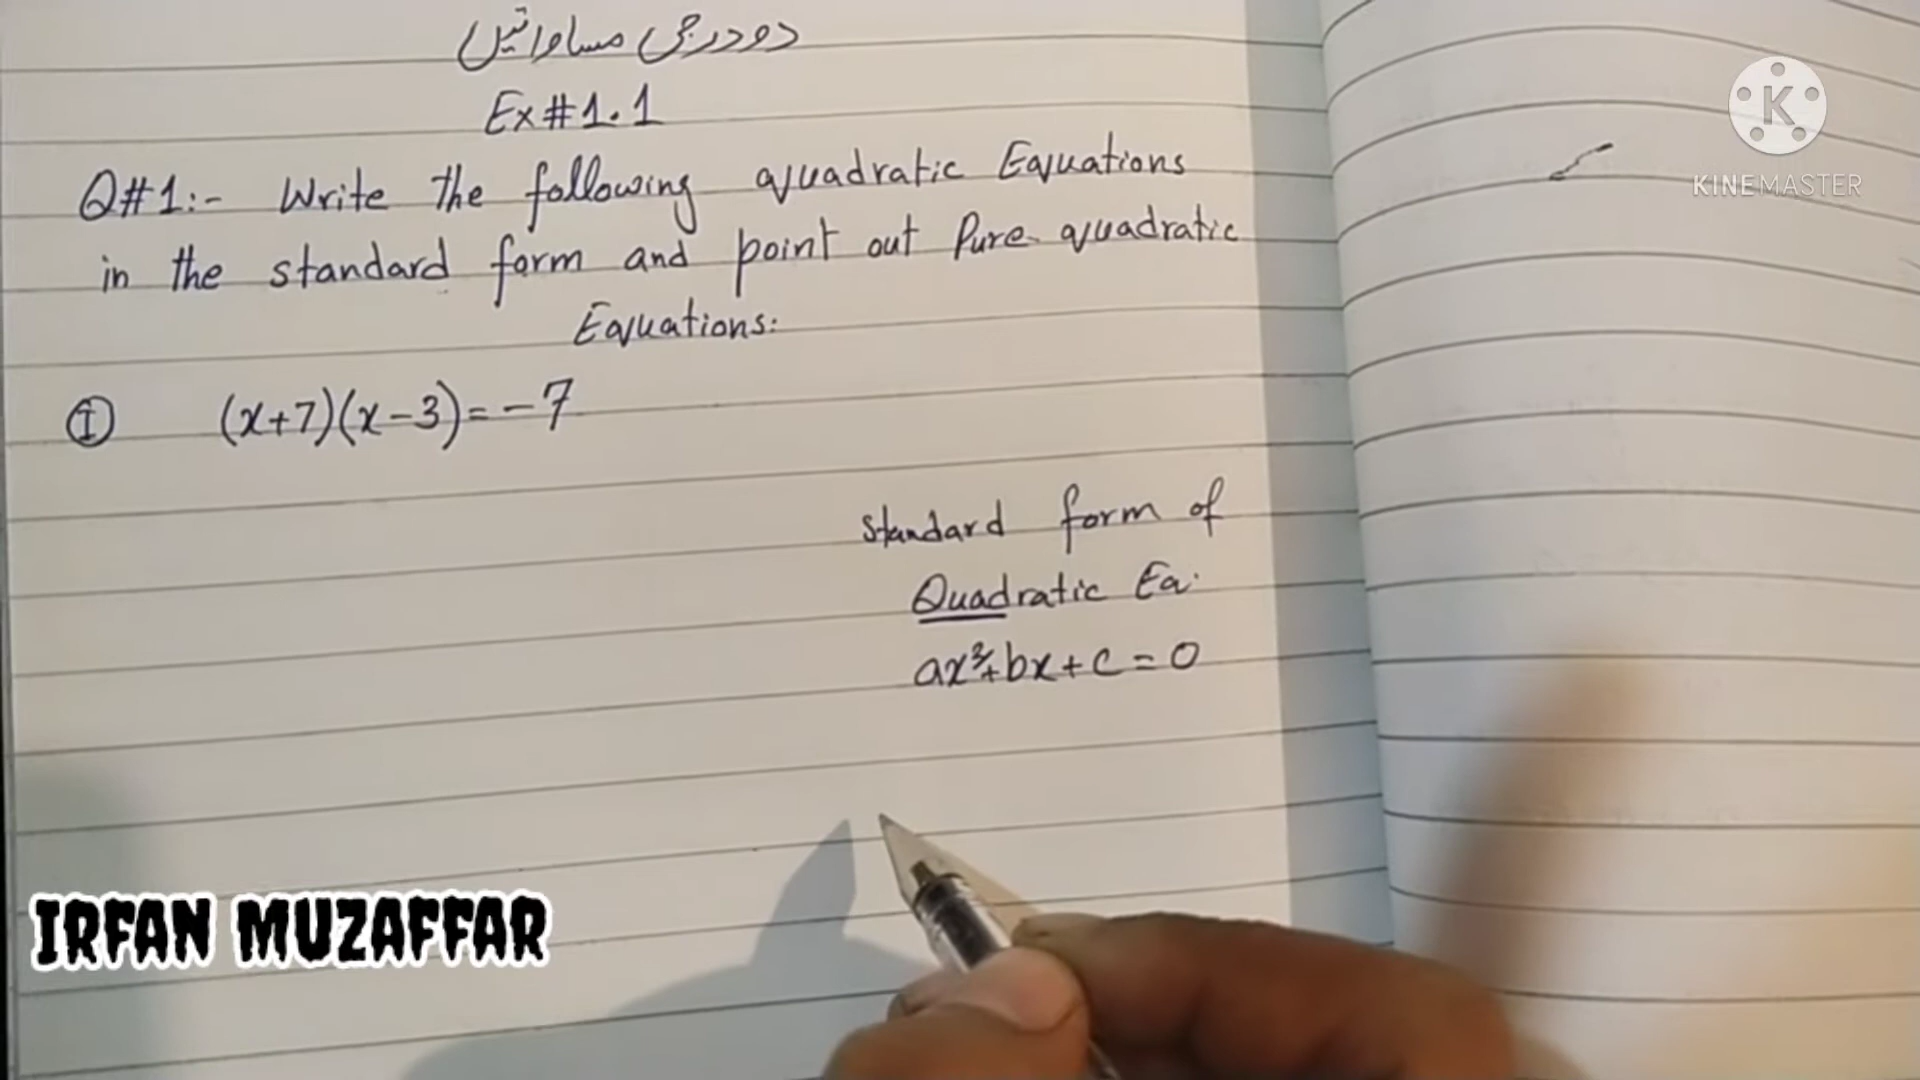 دو درجی مساواتیں
Ex#1.1
Q#1:- Write the following quadratic Equations
in the standard form and point out Pure quadratic
Equations:
I (x+7)(x-3)=-7
Standard form of
Quadratic Eq.
ax²+bx+c=0
K
KINEMASTER
IRFAN MUZAFFAR